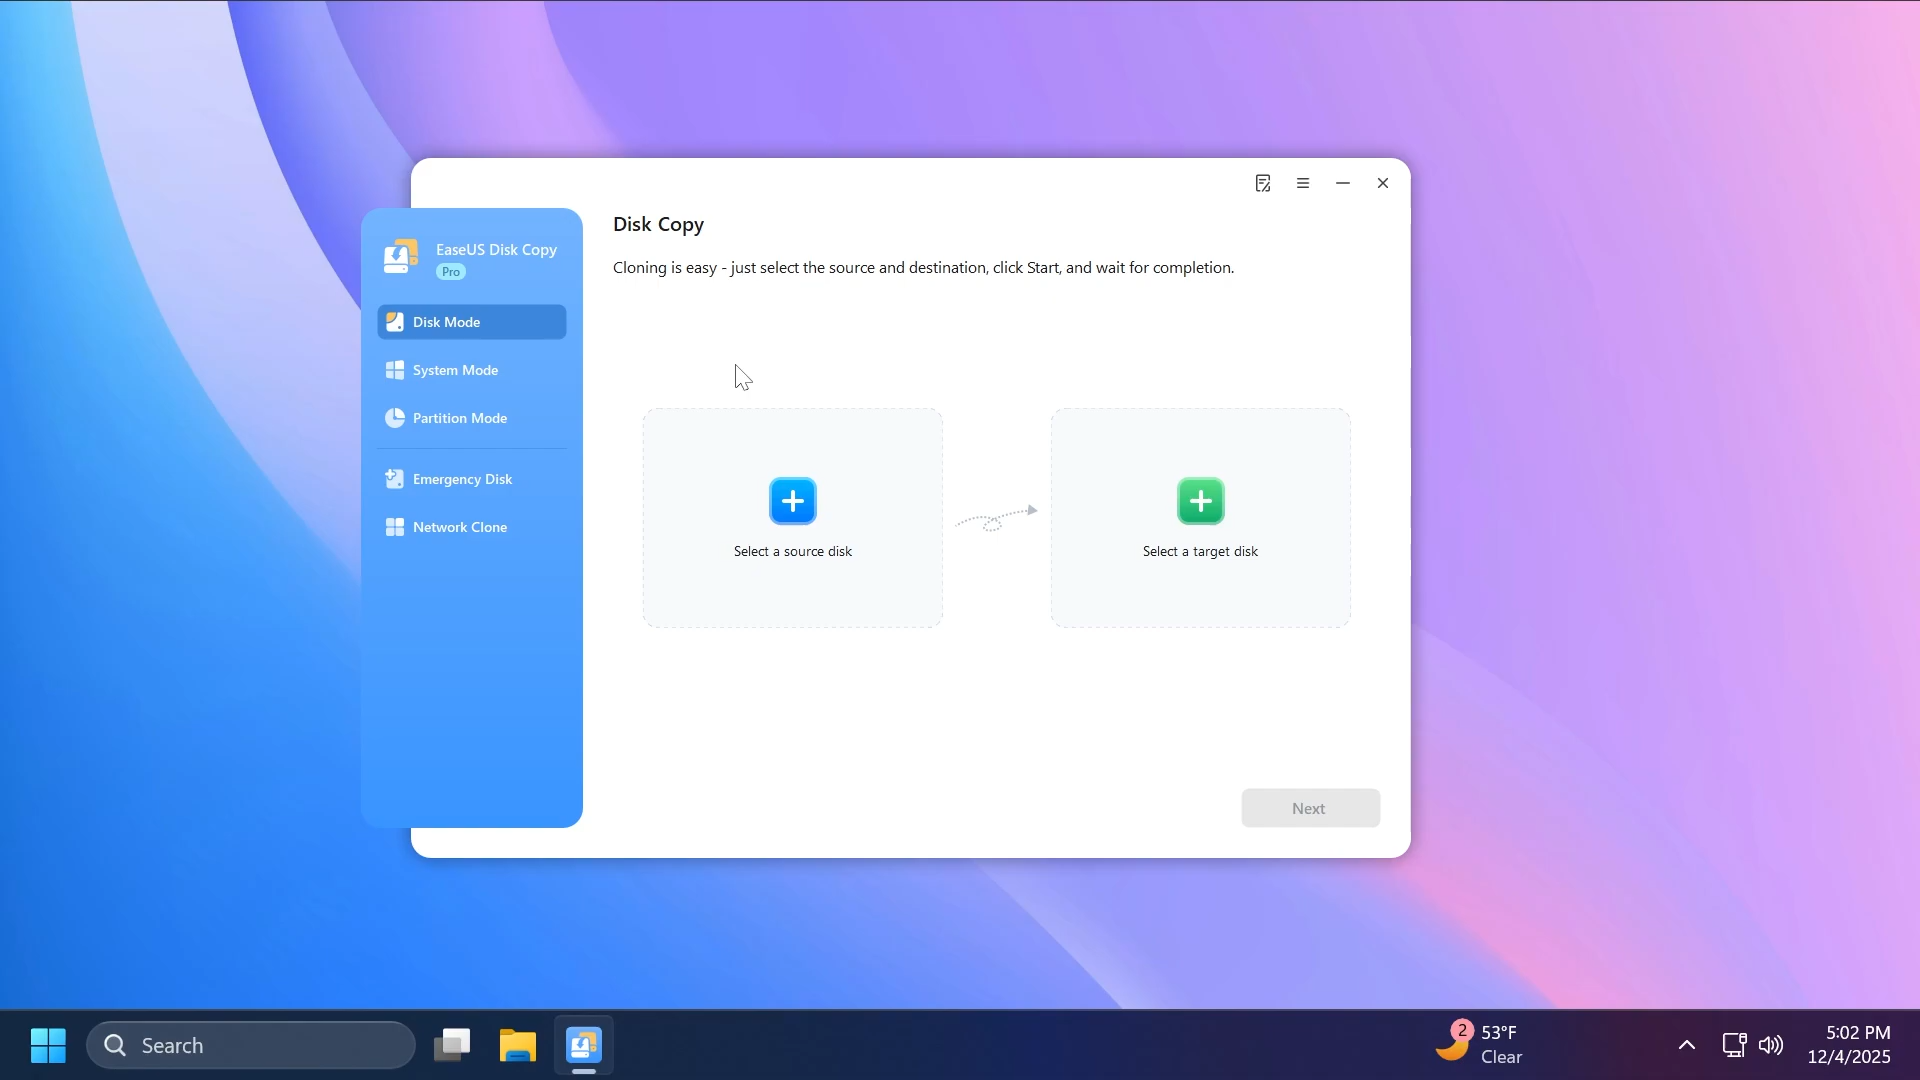 EaseUS Disk Copy
Pro
Disk Mode
System Mode
Partition Mode
Emergency Disk
Network Clone
Disk Copy
Cloning is easy - just select the source and destination, click Start, and wait for completion.
Select a source disk
Select a target disk
Next
Search
2
53°F
Clear
5:02 PM
12/4/2025